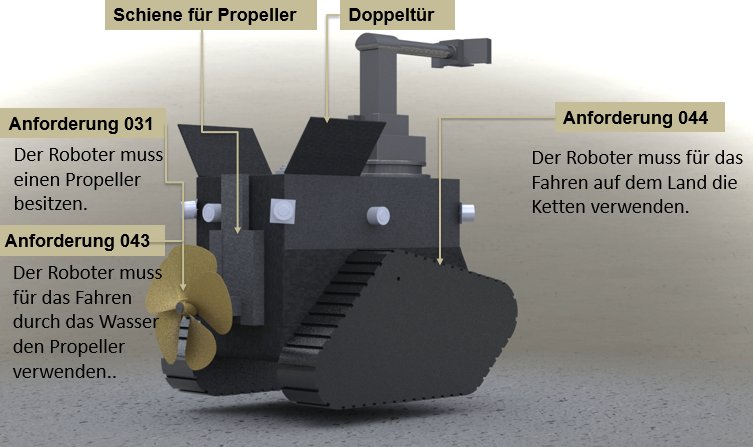 Schiene für Propeller
Doppeltür
Anforderung 031
Der Roboter muss
einen Propeller
besitzen.
Anforderung 043
Der Roboter muss
für das Fahren
durch das Wasser
den Propeller
verwenden..
Anforderung 044
Der Roboter muss für das
Fahren auf dem Land die
Ketten verwenden.